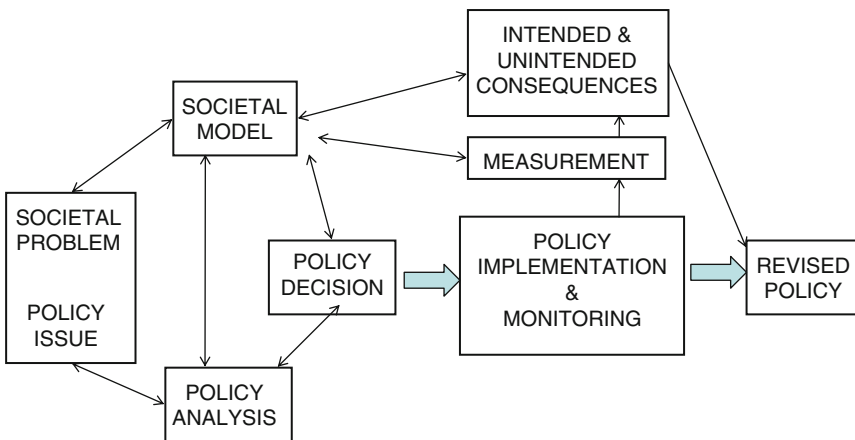 INTENDED &
UNINTENDED
CONSEQUENCES
SOCIETAL
MODEL
MEASUREMENT
SOCIETAL
PROBLEM
POLICY
ISSUE
POLICY
DECISION
POLICY
IMPLEMENTATION
&
MONITORING
REVISED
POLICY
POLICY
ANALYSIS